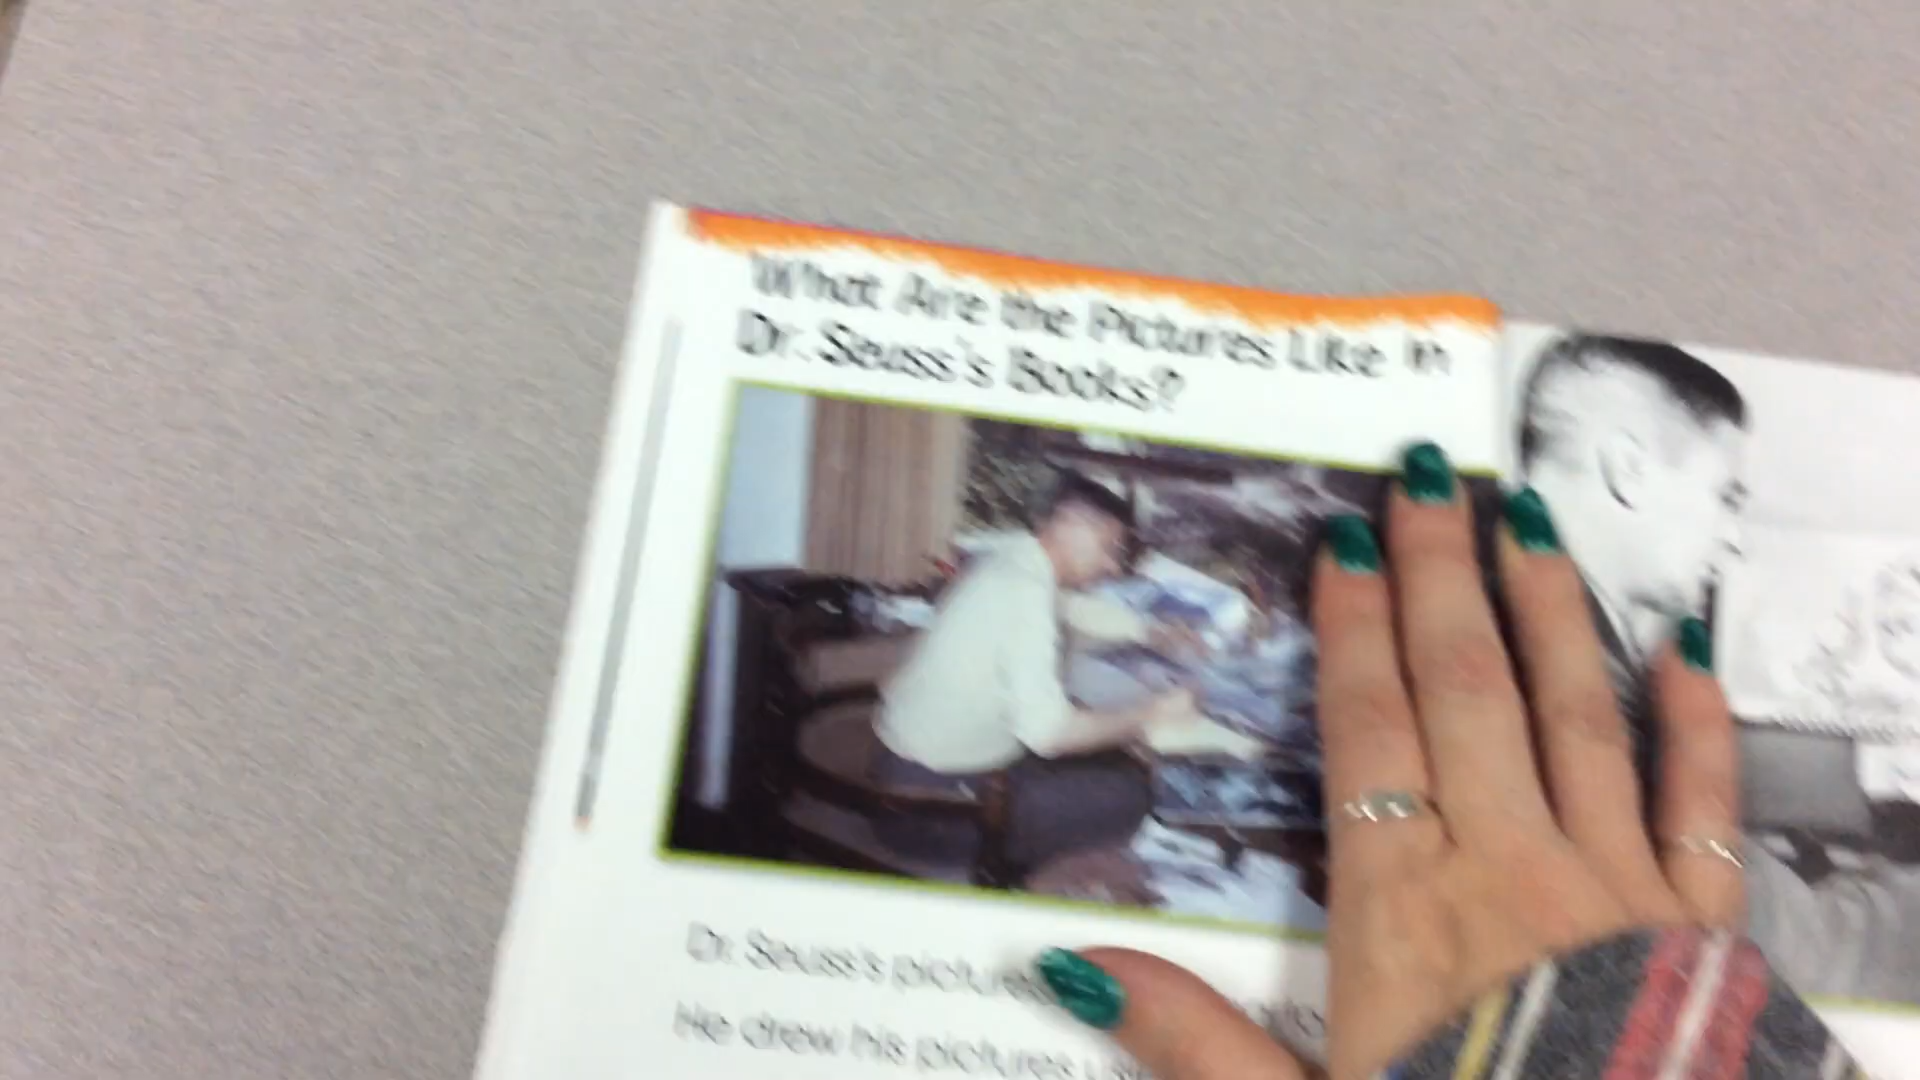 What Are the Pictures Like in
Dr. Seuss's Books?
Dr. Seuss's pictures
He drew his pictures